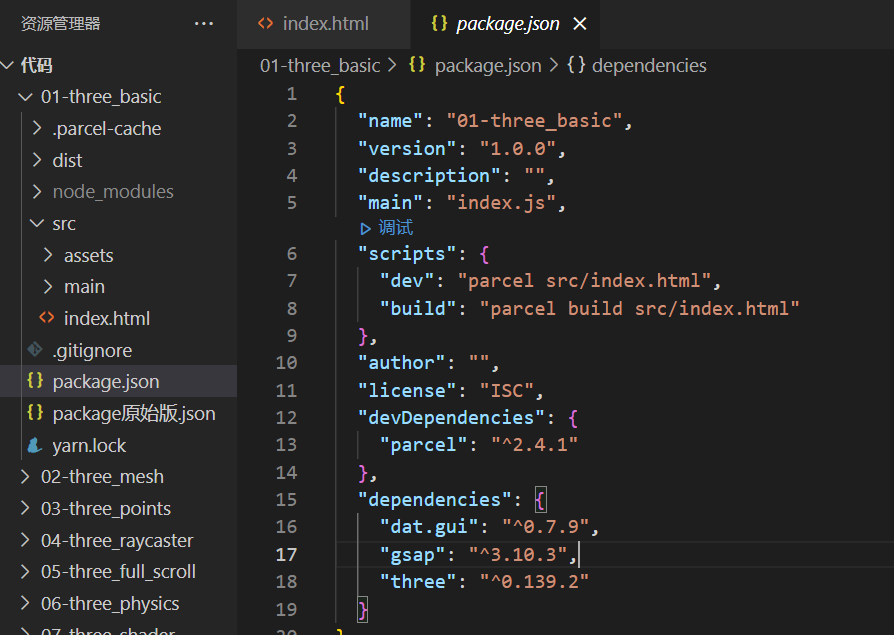 资源管理器 ···
代码
01-three_basic
.parcel-cache
dist
node_modules
src
assets
main
index.html
.gitignore
package.json
package原始版.json
yarn.lock
02-three_mesh
03-three_points
04-three_raycaster
05-three_full_scroll
06-three_physics
07-three_shader
<> index.html
{} package.json ×
01-three_basic > {} package.json > {} dependencies
1 {
2 "name": "01-three_basic",
3 "version": "1.0.0",
4 "description": "",
5 "main": "index.js",
▷ 调试
6 "scripts": {
7 "dev": "parcel src/index.html",
8 "build": "parcel build src/index.html"
9 },
10 "author": "",
11 "license": "ISC",
12 "devDependencies": {
13 "parcel": "^2.4.1"
14 },
15 "dependencies": {
16 "dat.gui": "^0.7.9",
17 "gsap": "^3.10.3",
18 "three": "^0.139.2"
19 }
20 }